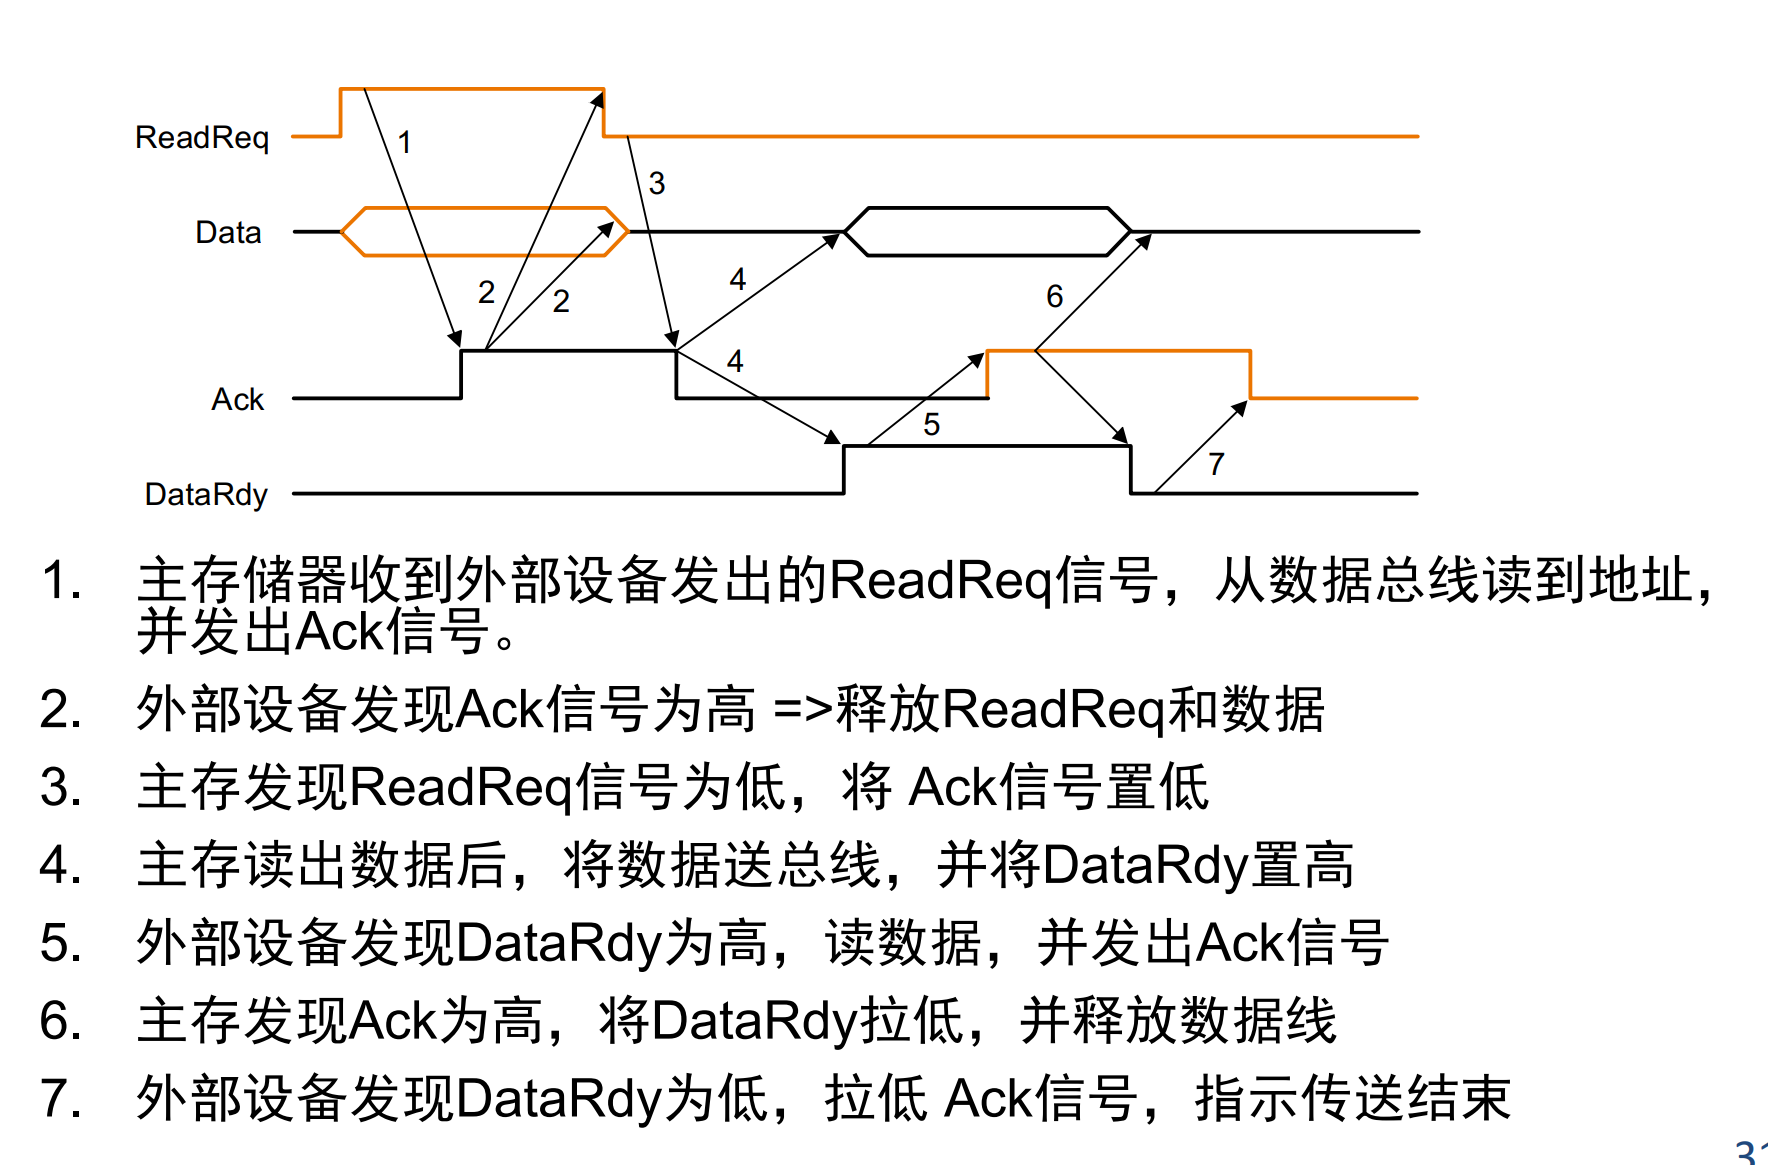 ReadReq
1
3
Data
4
2
2
6
4
Ack
5
7
DataRdy
1. 主存储器收到外部设备发出的ReadReq信号，从数据总线读到地址，
并发出Ack信号。
2. 外部设备发现Ack信号为高 =>释放ReadReq和数据
3. 主存发现ReadReq信号为低，将 Ack信号置低
4. 主存读出数据后，将数据送总线，并将DataRdy置高
5. 外部设备发现DataRdy为高，读数据，并发出Ack信号
6. 主存发现Ack为高，将DataRdy拉低，并释放数据线
7. 外部设备发现DataRdy为低，拉低 Ack信号，指示传送结束